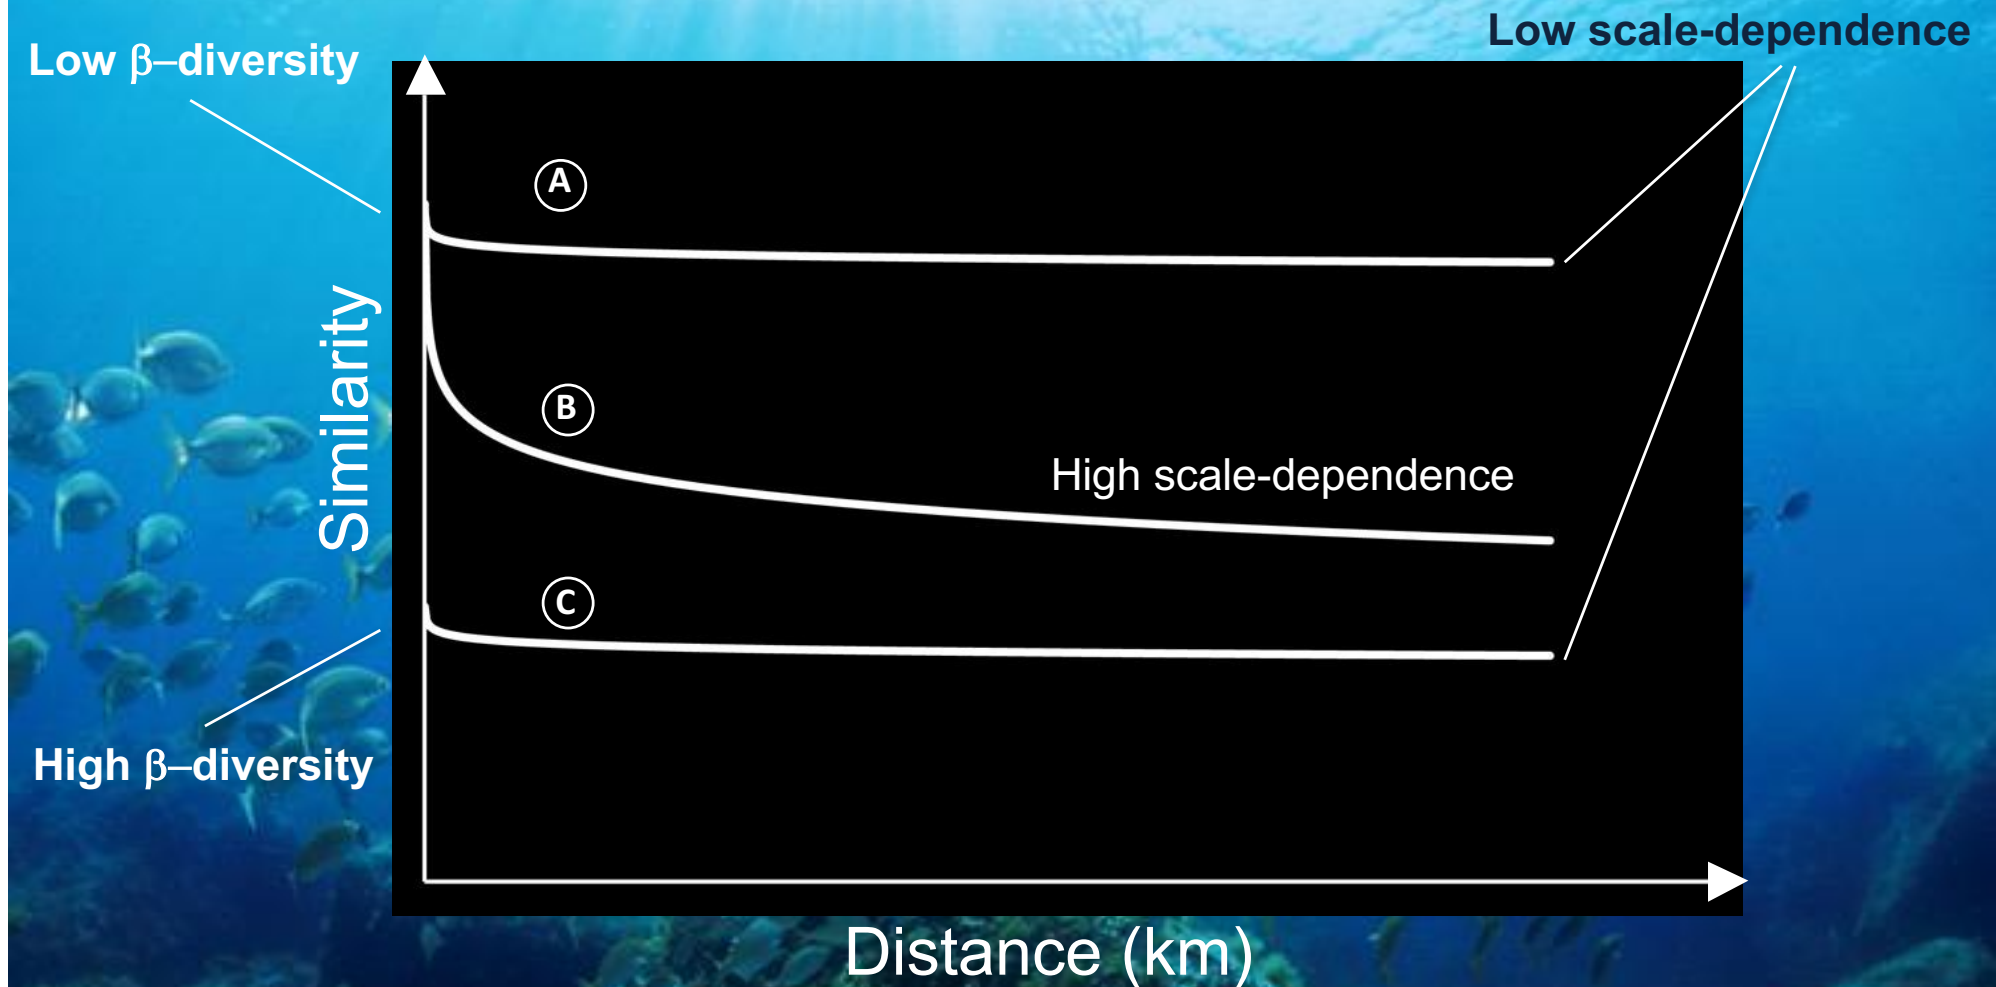 Low scale-dependence
Low β–diversity
A
Similarity
B
High scale-dependence
C
High β–diversity
Distance (km)